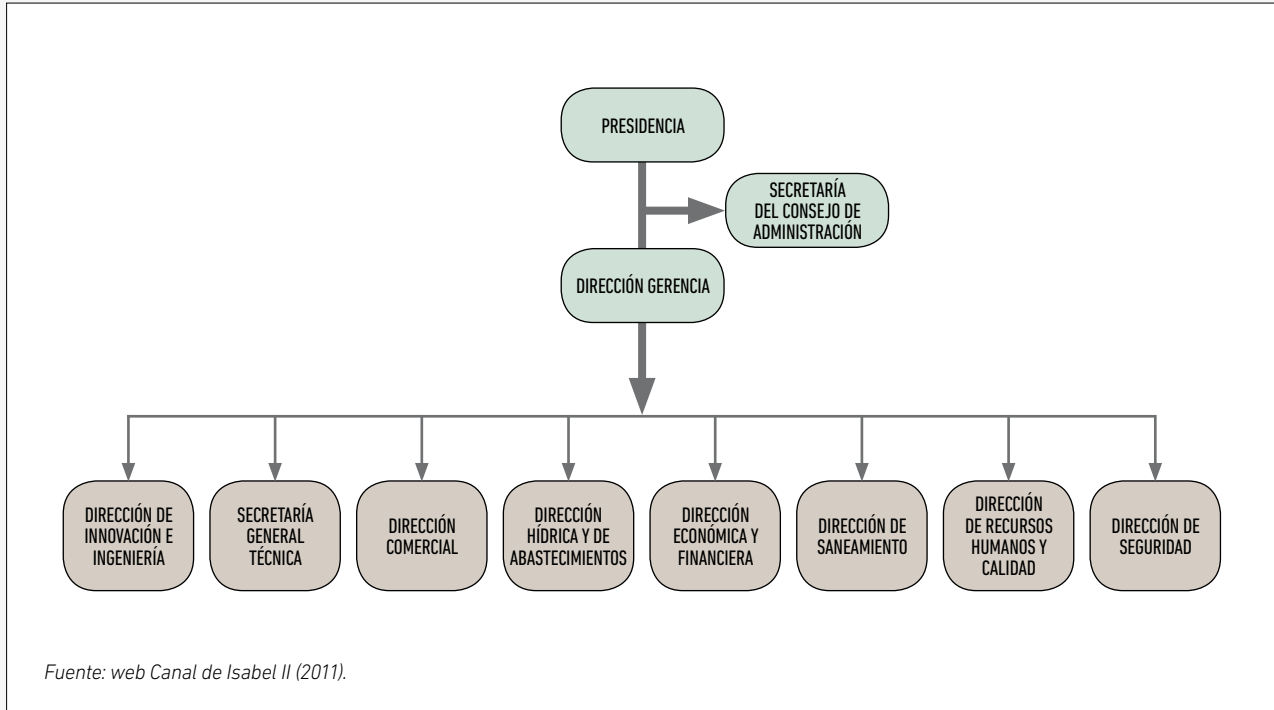 PRESIDENCIA
SECRETARÍA
DEL CONSEJO DE
ADMINISTRACIÓN
DIRECCIÓN GERENCIA
DIRECCIÓN DE
INNOVACIÓN E
INGENIERÍA
SECRETARÍA
GENERAL
TÉCNICA
DIRECCIÓN
COMERCIAL
DIRECCIÓN
HÍDRICA Y DE
ABASTECIMIENTOS
DIRECCIÓN
ECONÓMICA Y
FINANCIERA
DIRECCIÓN DE
SANEAMIENTO
DIRECCIÓN
DE RECURSOS
HUMANOS Y
CALIDAD
DIRECCIÓN DE
SEGURIDAD
Fuente: web Canal de Isabel II (2011).